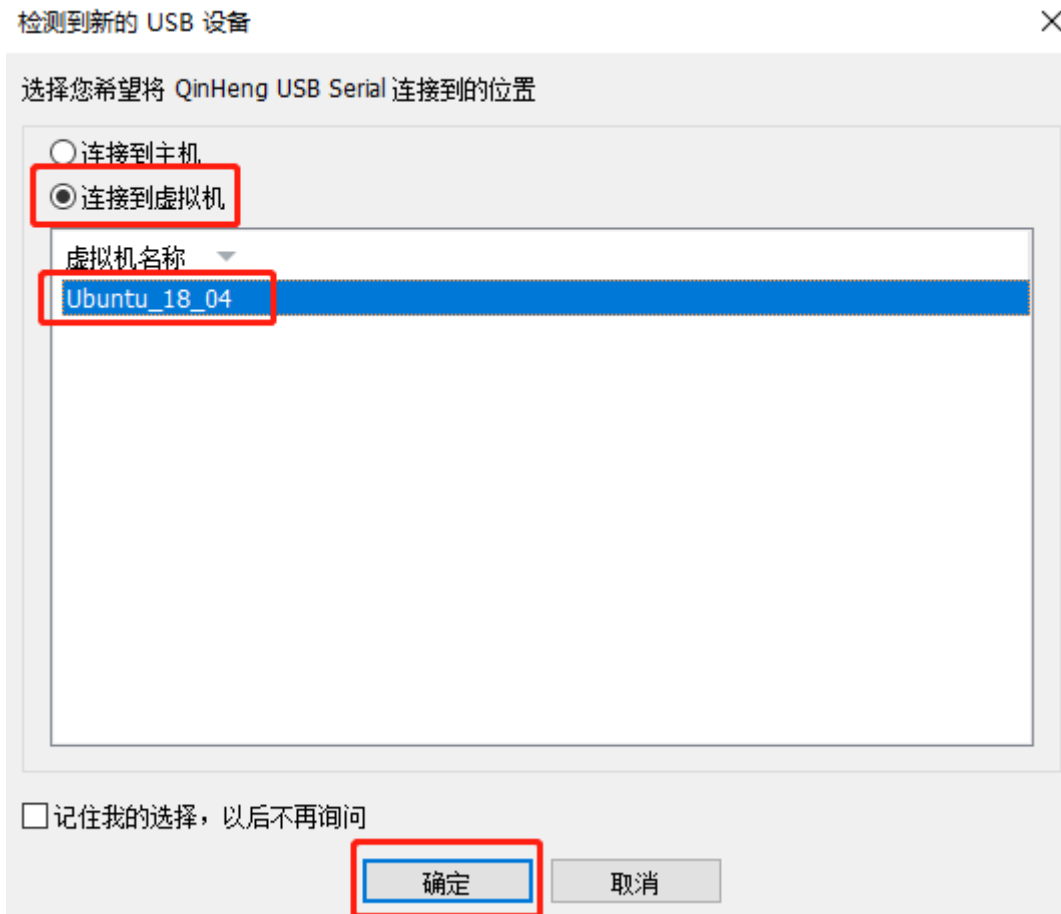 检测到新的 USB 设备
选择您希望将 QinHeng USB Serial 连接到的位置
连接到主机
连接到虚拟机
虚拟机名称
Ubuntu_18_04
记住我的选择，以后不再询问
确定 取消